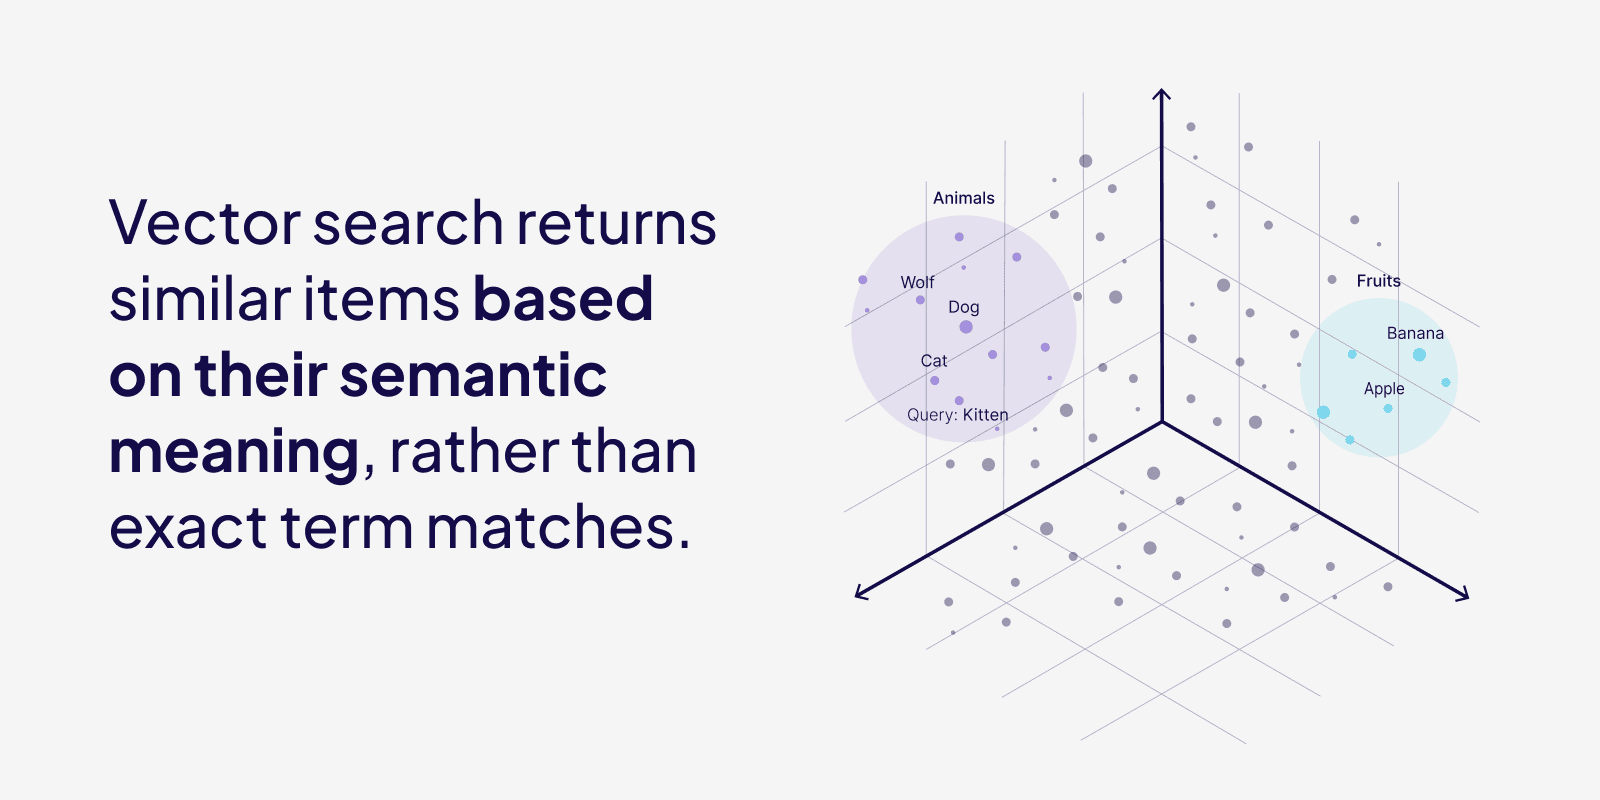 Vector search returns
similar items based
on their semantic
meaning, rather than
exact term matches.
Animals
Wolf
Dog
Cat
Query: Kitten
Fruits
Banana
Apple